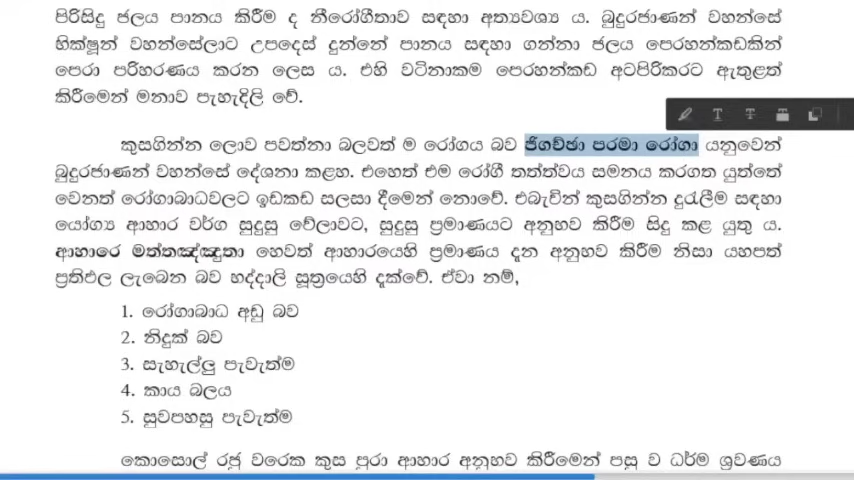 පිරිසිදු ජලය පානය කිරීම ද නීරෝගීතාව සඳහා අත්‍යවශ්‍ය ය. බුදුරජාණන් වහන්සේ
භික්ෂූන් වහන්සේලාට උපදෙස් දුන්නේ පානය සඳහා ගන්නා ජලය පෙරහන්කඩකින්
පෙරා පරිහරණය කරන ලෙස ය. එහි වටිනාකම පෙරහන්කඩ අටපිරිකරට ඇතුළත්
කිරීමෙන් මනාව පැහැදිලි වේ.
කුසගින්න ලොව පවත්නා බලවත් ම රෝගය බව ජිගච්ඡා පරමා රෝගා යනුවෙන්
බුදුරජාණන් වහන්සේ දේශනා කළහ. එහෙත් එම රෝගී තත්ත්වය සමනය කරගත යුත්තේ
වෙනත් රෝගාබාධවලට ඉඩකඩ සලසා දීමෙන් නොවේ. එබැවින් කුසගින්න දුරැලීම සඳහා
යෝග්‍ය ආහාර වර්ග සුදුසු වේලාවට, සුදුසු ප්‍රමාණයට අනුභව කිරීම සිදු කළ යුතු ය.
ආහාරෙ මත්තඤ්ඤුතා හෙවත් ආහාරයෙහි ප්‍රමාණය දැන අනුභව කිරීම නිසා යහපත්
ප්‍රතිඵල ලැබෙන බව භද්දාලි සූත්‍රයෙහි දැක්වේ. ඒවා නම්,
1. රෝගාබාධ අඩු බව
2. නිදුක් බව
3. සැහැල්ලු පැවැත්ම
4. කාය බලය
5. සුවපහසු පැවැත්ම
කොසොල් රජු වරෙක කුස පුරා ආහාර අනුභව කිරීමෙන් පසු ව ධර්ම ශ්‍රවණය